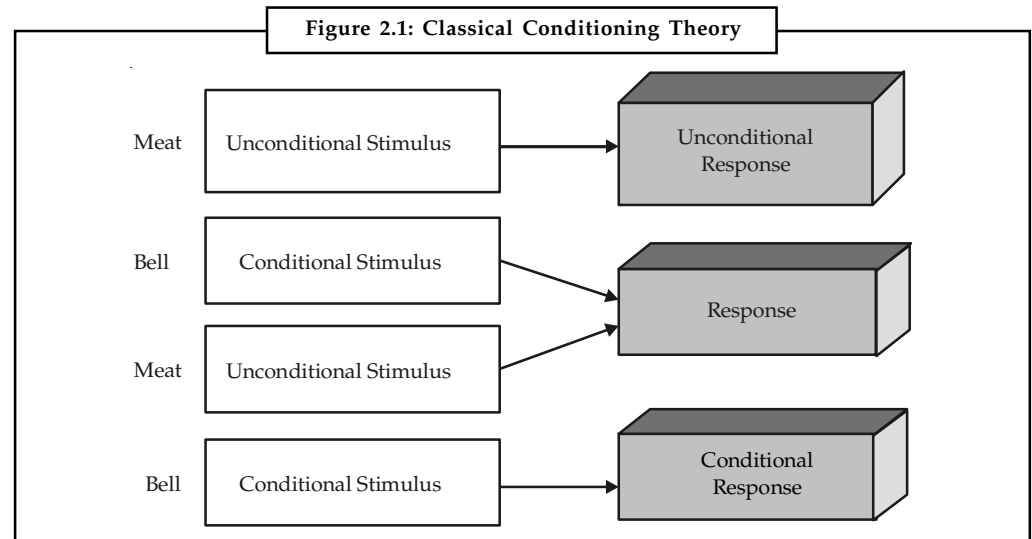 Figure 2.1: Classical Conditioning Theory
Meat
Unconditional Stimulus
Unconditional
Response
Bell
Conditional Stimulus
Response
Meat
Unconditional Stimulus
Bell
Conditional Stimulus
Conditional
Response